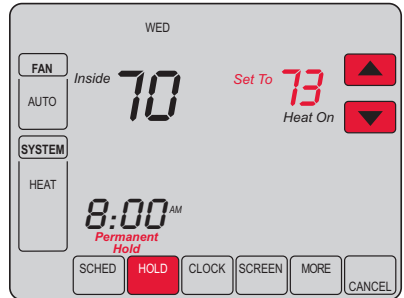 WED
FAN
AUTO
Inside 70
Set To 73
Heat On
SYSTEM
HEAT
8:00 AM
Permanent
Hold
SCHED HOLD CLOCK SCREEN MORE CANCEL